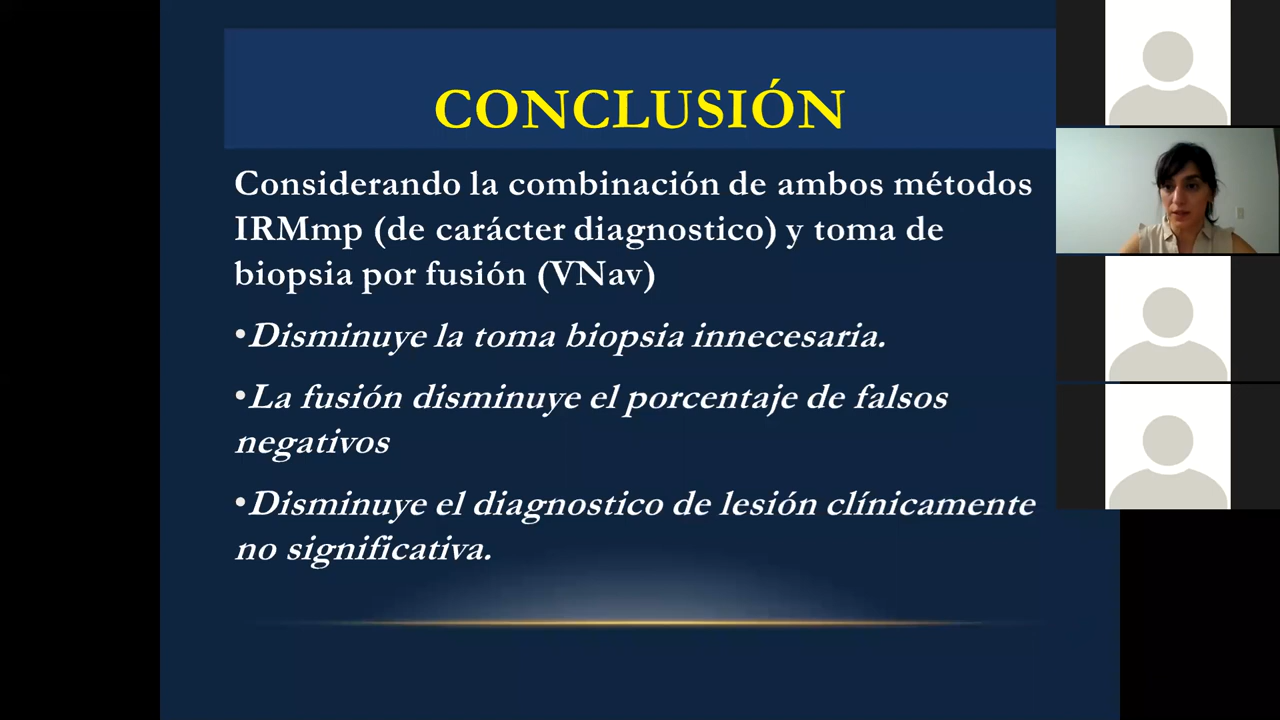 CONCLUSIÓN
Considerando la combinación de ambos métodos
IRMmp (de carácter diagnostico) y toma de
biopsia por fusión (VNav)
•Disminuye la toma biopsia innecesaria.
•La fusión disminuye el porcentaje de falsos
negativos
•Disminuye el diagnostico de lesión clínicamente
no significativa.